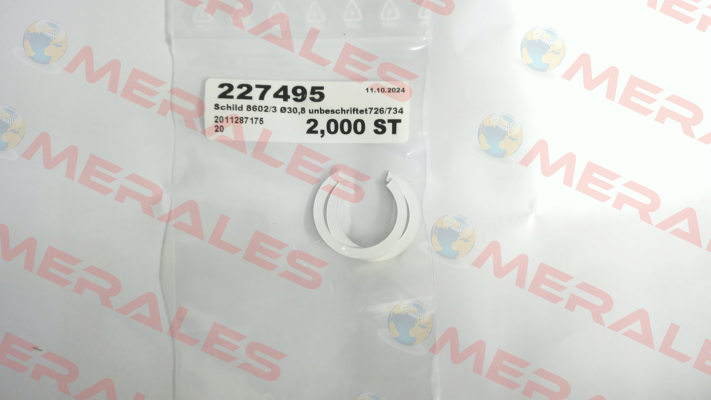 227495
11.10.2024
Schild 8602/3 Ø30,8 unbeschriftet726/734
2011287175
20
2,000 ST
MERALES
MERALES
MERALES
MERALES
MERALES
MERALES